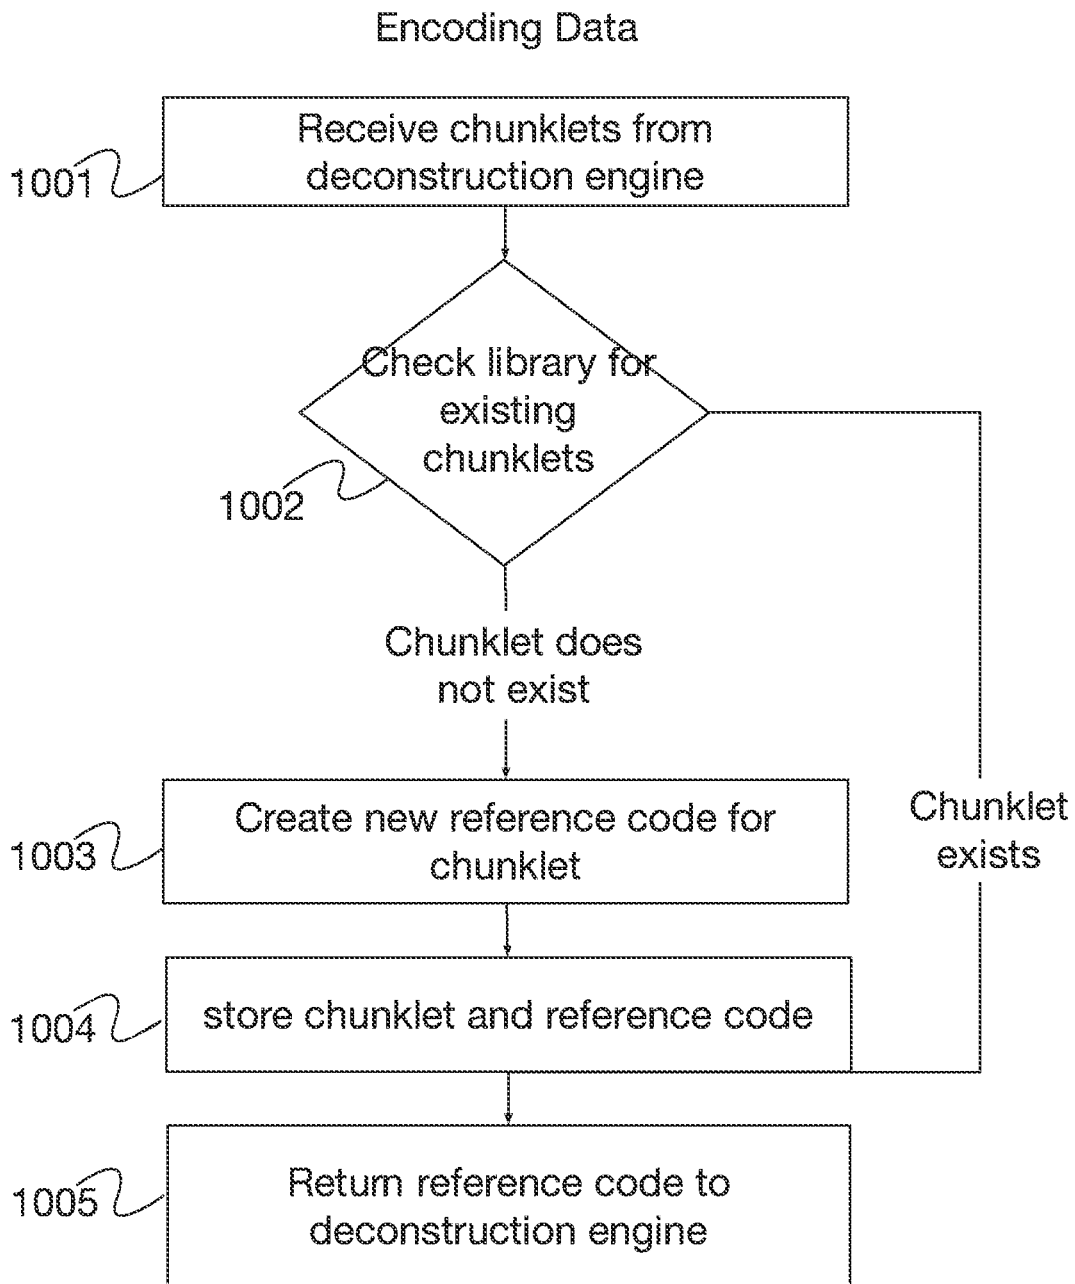 Encoding Data
Receive chunklets from
deconstruction engine
1001
Check library for
existing
chunklets
1002
Chunklet does
not exist
Create new reference code for
chunklet
1003
Chunklet
exists
store chunklet and reference code
1004
Return reference code to
deconstruction engine
1005